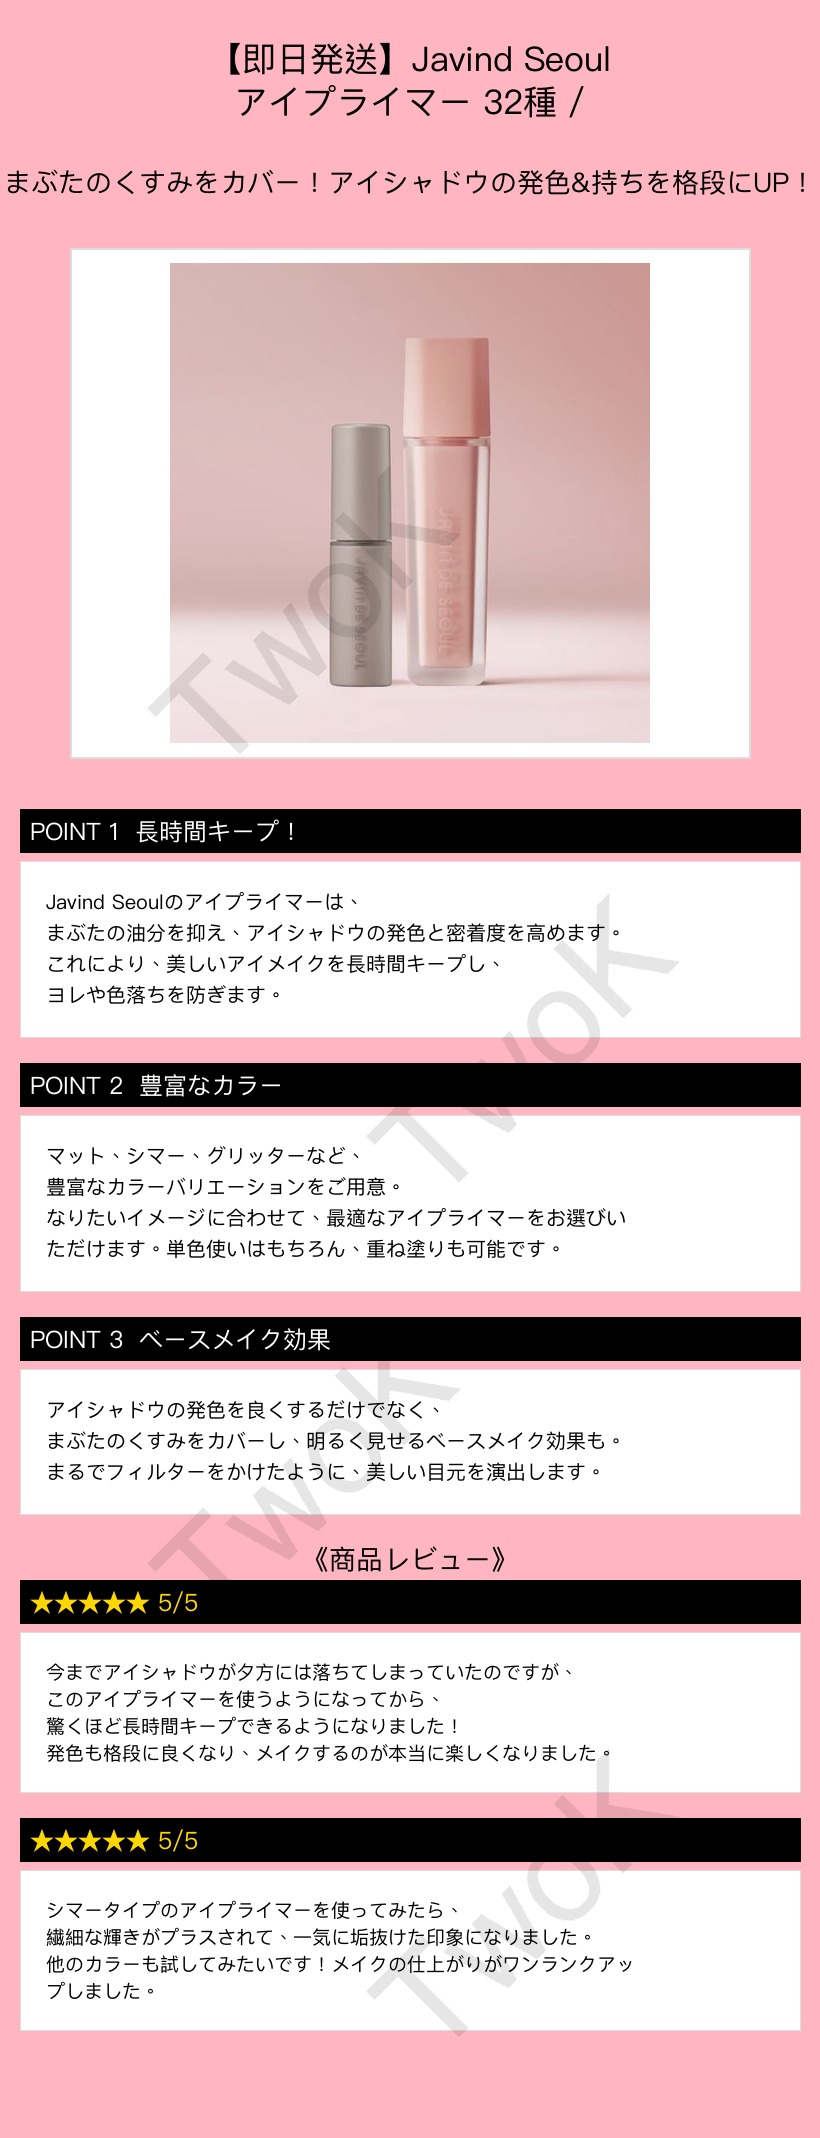 【即日発送】Javind Seoul
アイプライマー 32種 /
まぶたのくすみをカバー！アイシャドウの発色&持ちを格段にUP！
JAVIN DE SEOUL
JAVIN DE SEOUL
TwoK
POINT 1 長時間キープ！
Javind Seoulのアイプライマーは、
まぶたの油分を抑え、アイシャドウの発色と密着度を高めます。
これにより、美しいアイメイクを長時間キープし、
ヨレや色落ちを防ぎます。
TwoK
POINT 2 豊富なカラー
マット、シマー、グリッターなど、
豊富なカラーバリエーションをご用意。
なりたいイメージに合わせて、最適なアイプライマーをお選びい
ただけます。単色使いはもちろん、重ね塗りも可能です。
POINT 3 ベースメイク効果
アイシャドウの発色を良くするだけでなく、
まぶたのくすみをカバーし、明るく見せるベースメイク効果も。
まるでフィルターをかけたように、美しい目元を演出します。
TwoK
《商品レビュー》
★★★★★ 5/5
今までアイシャドウが夕方には落ちてしまっていたのですが、
このアイプライマーを使うようになってから、
驚くほど長時間キープできるようになりました！
発色も格段に良くなり、メイクするのが本当に楽しくなりました。
★★★★★ 5/5
シマータイプのアイプライマーを使ってみたら、
繊細な輝きがプラスされて、一気に垢抜けた印象になりました。
他のカラーも試してみたいです！メイクの仕上がりがワンランクアッ
プしました。
TwoK